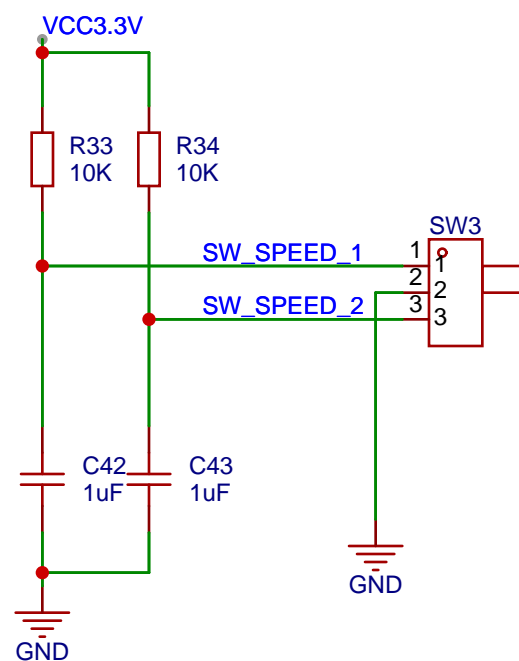 VCC3.3V
R33
10K
R34
10K
SW3
SW_SPEED_1
1
1
2
2
SW_SPEED_2
3
3
C42
1uF
C43
1uF
GND
GND